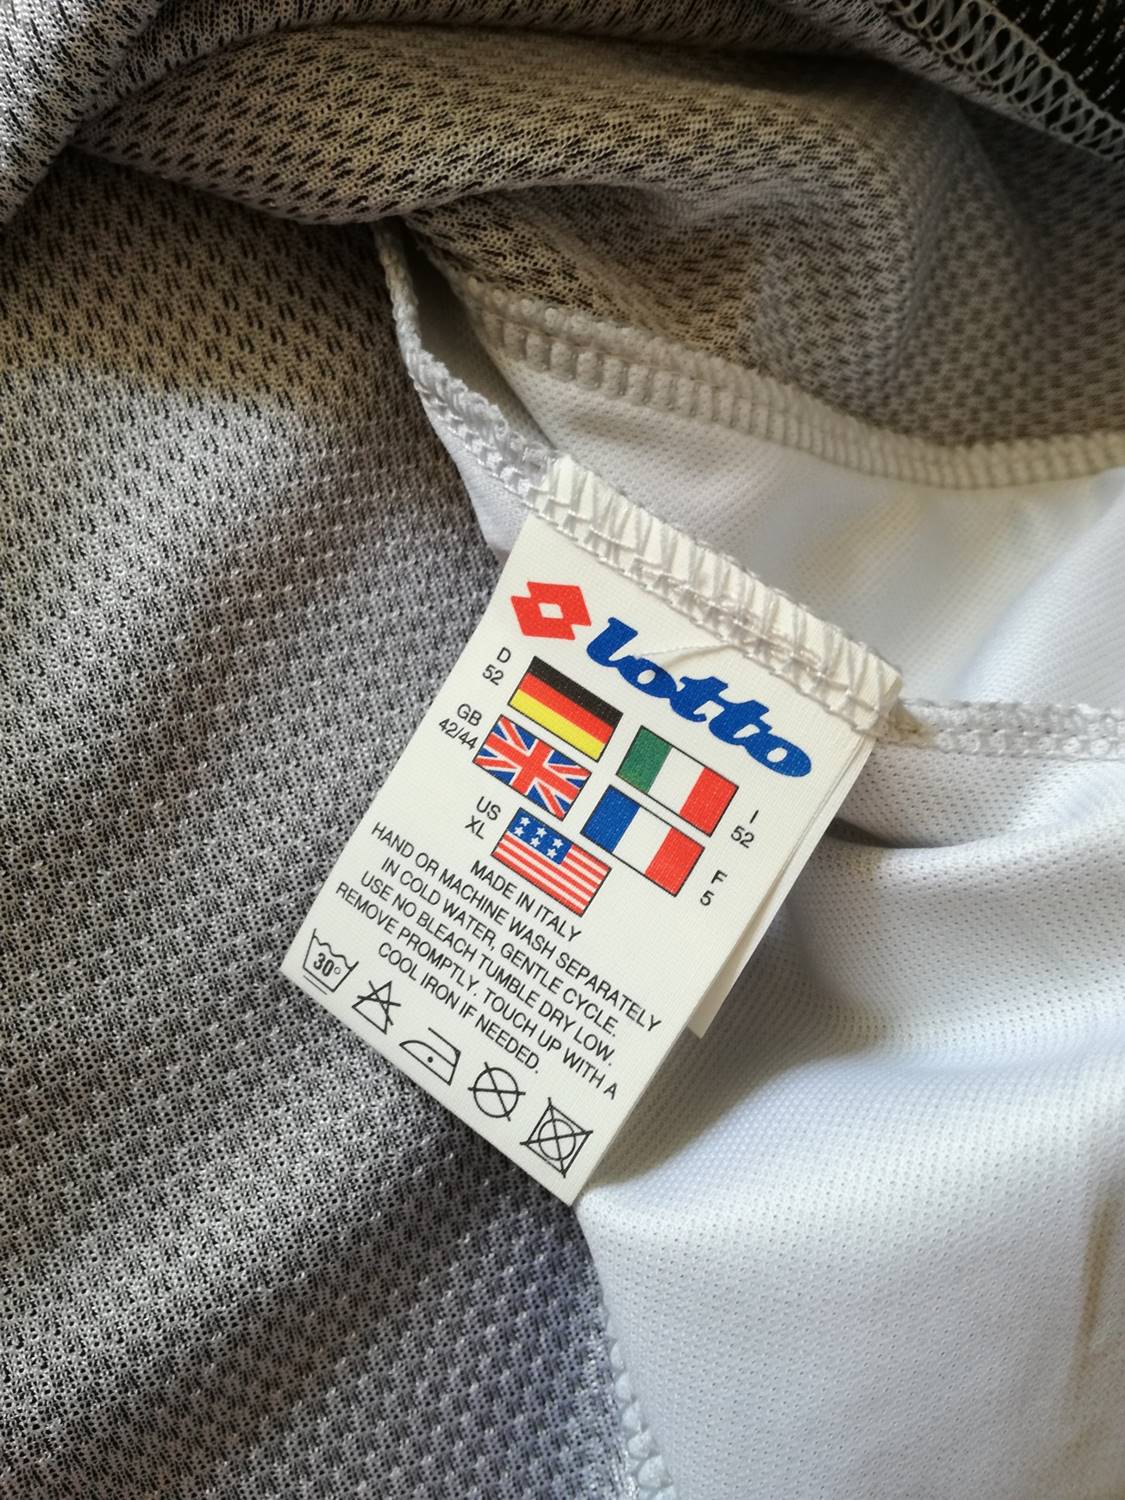 lotto
D
52
GB
42/44
I
52
US
XL
F
5
MADE IN ITALY
HAND OR MACHINE WASH SEPARATELY
IN COLD WATER, GENTLE CYCLE.
USE NO BLEACH TUMBLE DRY LOW.
REMOVE PROMPTLY. TOUCH UP WITH A
COOL IRON IF NEEDED.
30°